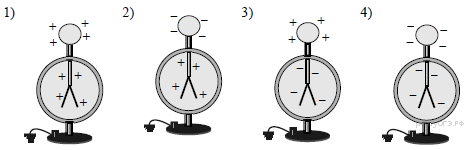 1) 2) 3) 4)
+ + + + + + + +
− − − − + + + +
+ + + + − − − −
− − − − − − − −